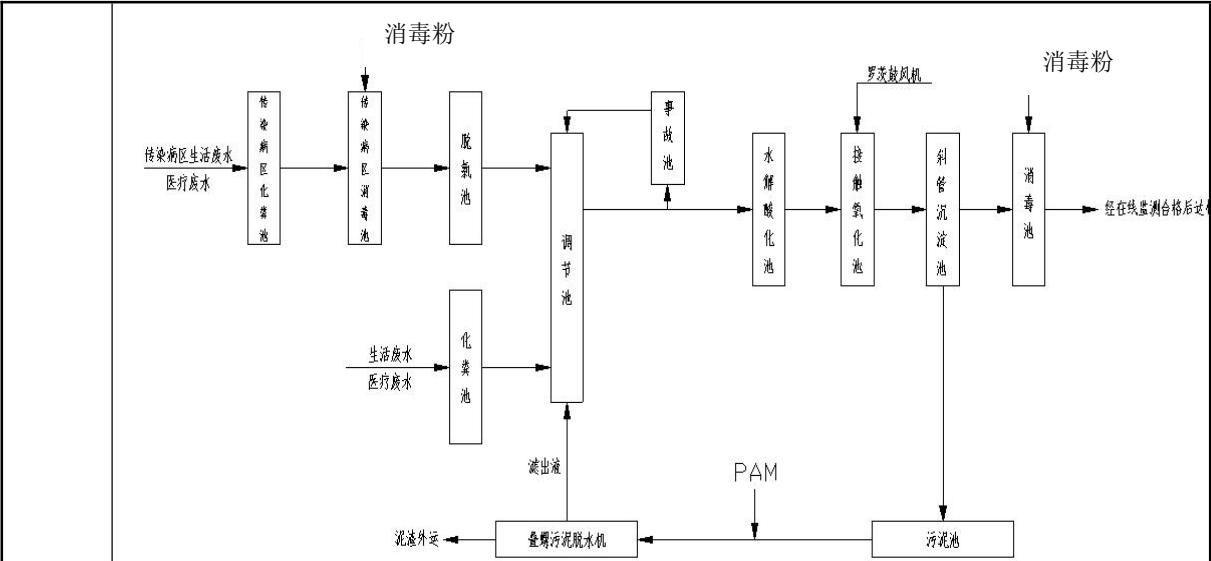 消毒粉
消毒粉
罗茨鼓风机
传染病区生活废水
医疗废水
传染病区化粪池
传染病区消毒池
脱氯池
事故池
调节池
水解酸化池
接触氧化池
斜管沉淀池
消毒池
经在线监测合格后达
生活废水
医疗废水
化粪池
滤出液
PAM
泥渣外运
叠螺污泥脱水机
污泥池